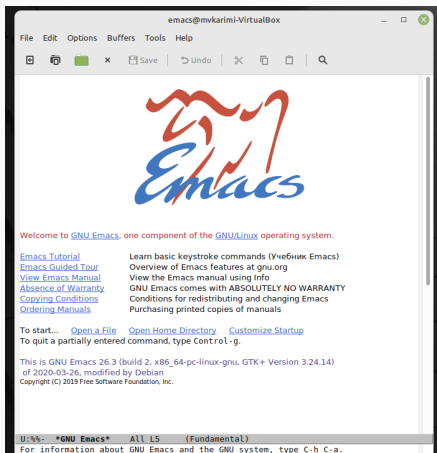 emacs@mvkarimi-VirtualBox
File Edit Options Buffers Tools Help
Save Undo
Emacs
Welcome to GNU Emacs, one component of the GNU/Linux operating system.
Emacs Tutorial Learn basic keystroke commands (Учебник Emacs)
Emacs Guided Tour Overview of Emacs features at gnu.org
View Emacs Manual View the Emacs manual using Info
Absence of Warranty GNU Emacs comes with ABSOLUTELY NO WARRANTY
Copying Conditions Conditions for redistributing and changing Emacs
Ordering Manuals Purchasing printed copies of manuals
To start... Open a File Open Home Directory Customize Startup
To quit a partially entered command, type Control-g.
This is GNU Emacs 26.3 (build 2, x86_64-pc-linux-gnu, GTK+ Version 3.24.14)
of 2020-03-26, modified by Debian
Copyright (C) 2019 Free Software Foundation, Inc.
U:%%- *GNU Emacs* All L5 (Fundamental)
For information about GNU Emacs and the GNU system, type C-h C-a.